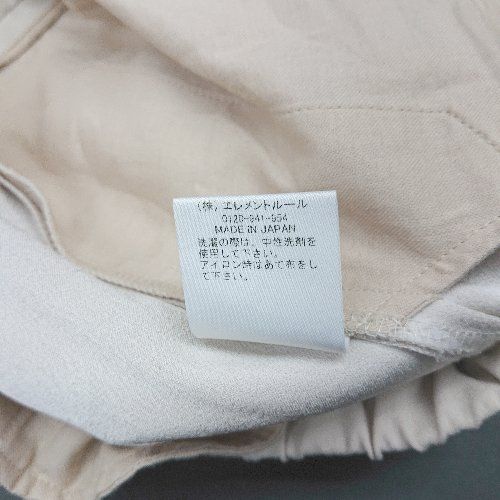 (株) エレメントルール
0120-941-554
MADE IN JAPAN
洗濯の際は、中性洗剤を
使用して下さい。
アイロン時はあて布をし
て下さい。